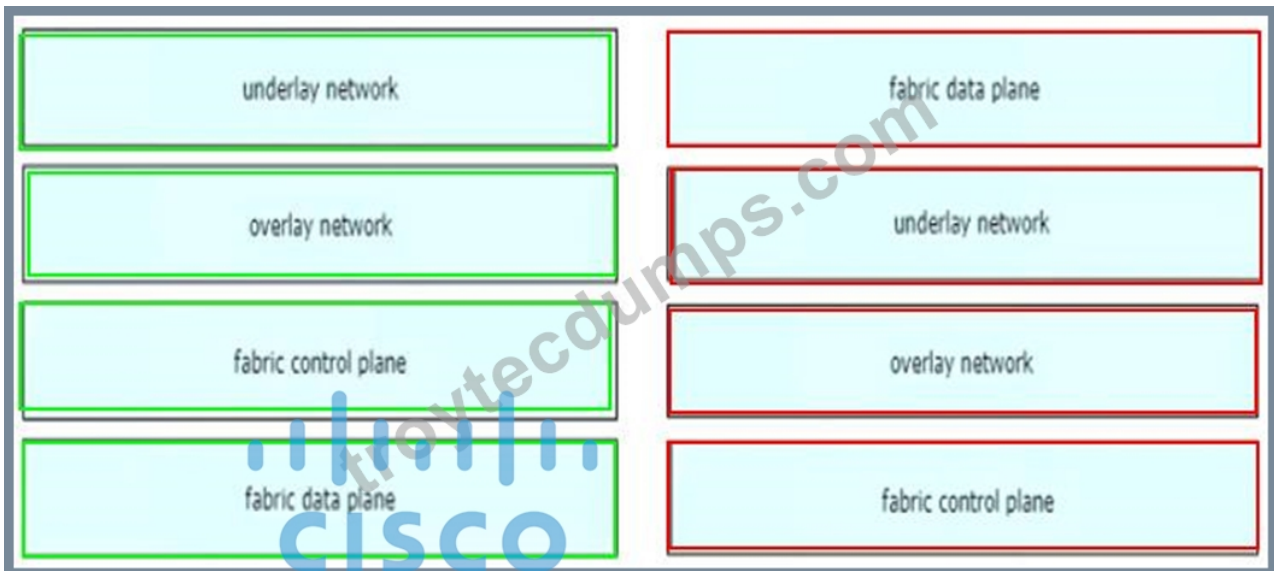 underlay network
fabric data plane
overlay network
underlay network
fabric control plane
overlay network
fabric data plane
fabric control plane
troytecdumps.com
CISCO